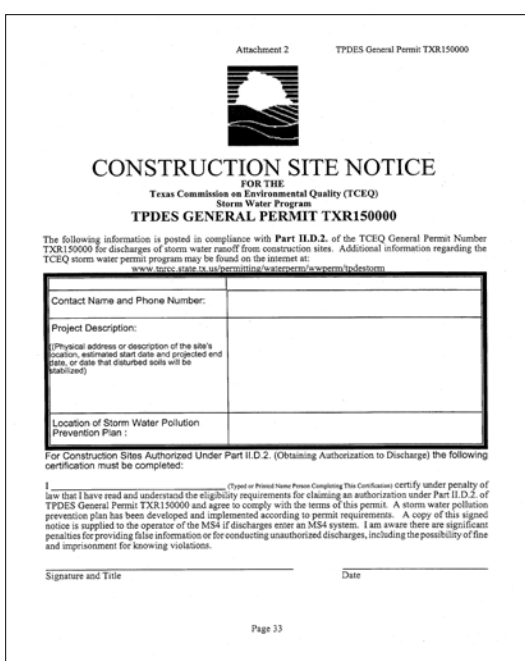 Attachment 2 TPDES General Permit TXR150000
CONSTRUCTION SITE NOTICE
FOR THE
Texas Commission on Environmental Quality (TCEQ)
Storm Water Program
TPDES GENERAL PERMIT TXR150000
The following information is posted in compliance with Part II.D.2. of the TCEQ General Permit Number
TXR150000 for discharges of storm water runoff from construction sites. Additional information regarding the
TCEQ storm water permit program may be found on the internet at:
www.tnrcc.state.tx.us/permitting/waterperm/wwperm/tpdestorm
Contact Name and Phone Number:
Project Description:
(Physical address or description of the site's
location, estimated start date and projected end
date, or date that disturbed soils will be
stabilized)
Location of Storm Water Pollution
Prevention Plan :
For Construction Sites Authorized Under Part II.D.2. (Obtaining Authorization to Discharge) the following
certification must be completed:
I ______________________________ (Typed or Printed Name Person Completing This Certification) certify under penalty of
law that I have read and understand the eligibility requirements for claiming an authorization under Part II.D.2. of
TPDES General Permit TXR150000 and agree to comply with the terms of this permit. A storm water pollution
prevention plan has been developed and implemented according to permit requirements. A copy of this signed
notice is supplied to the operator of the MS4 if discharges enter an MS4 system. I am aware there are significant
penalties for providing false information or for conducting unauthorized discharges, including the possibility of fine
and imprisonment for knowing violations.
Signature and Title Date
Page 33